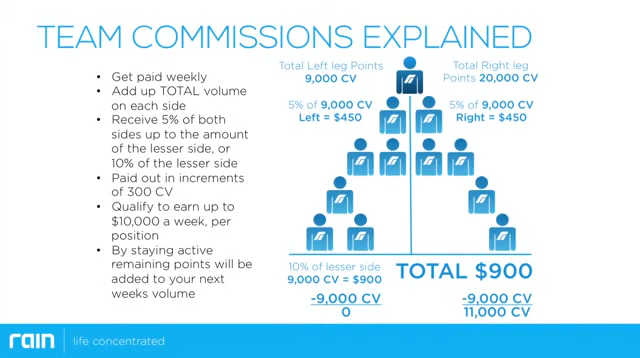 TEAM COMMISSIONS EXPLAINED
• Get paid weekly
• Add up TOTAL volume
on each side
• Receive 5% of both
sides up to the amount
of the lesser side, or
10% of the lesser side
• Paid out in increments
of 300 CV
• Qualify to earn up to
$10,000 a week, per
position
• By staying active
remaining points will be
added to your next
weeks volume
Total Left leg Points
9,000 CV
Total Right leg
Points 20,000 CV
5% of 9,000 CV
Left = $450
5% of 9,000 CV
Right = $450
10% of lesser side
9,000 CV = $900
TOTAL $900
-9,000 CV
0
-9,000 CV
11,000 CV
rain
life concentrated